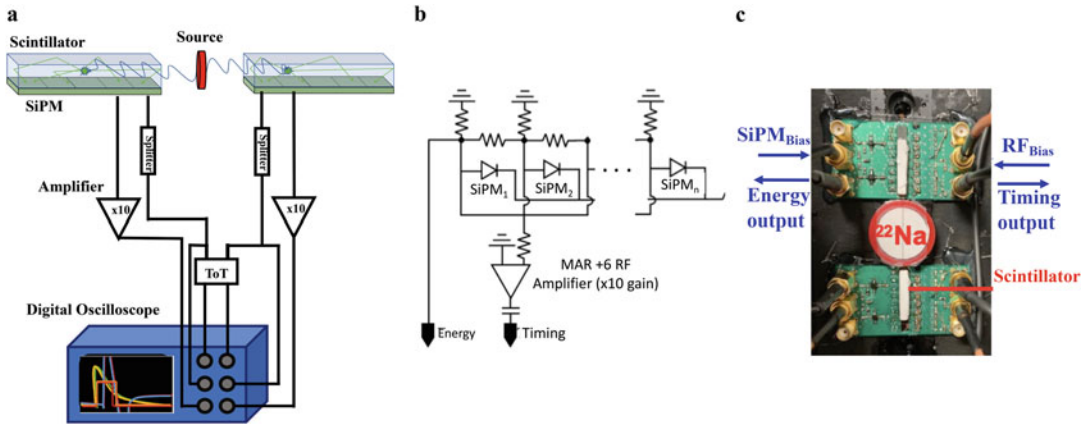 a
Scintillator
Source
SiPM
Splitter
Splitter
Amplifier
x10
x10
ToT
Digital Oscilloscope
b
SiPM1
SiPM2
SiPMn
MAR +6 RF
Amplifier (x10 gain)
Energy
Timing
c
SiPMBias
Energy
output
RFBias
Timing
output
22Na
Scintillator